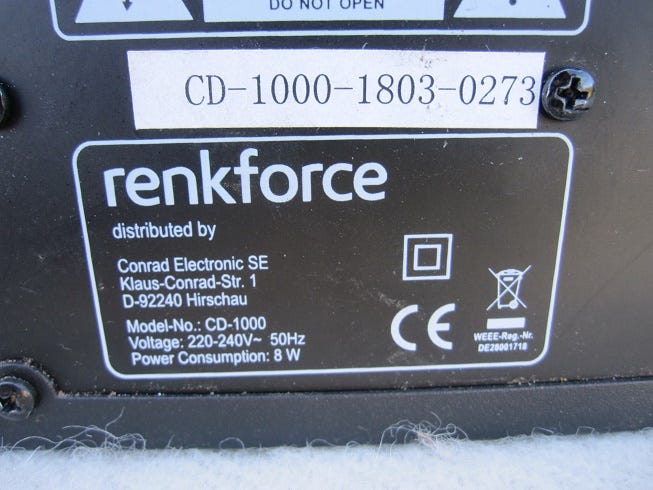 DO NOT OPEN
CD-1000-1803-0273
renkforce
distributed by
Conrad Electronic SE
Klaus-Conrad-Str. 1
D-92240 Hirschau
Model-No.: CD-1000
Voltage: 220-240V~ 50Hz
Power Consumption: 8 W
CE
WEEE-Reg.-Nr.
DE28001718